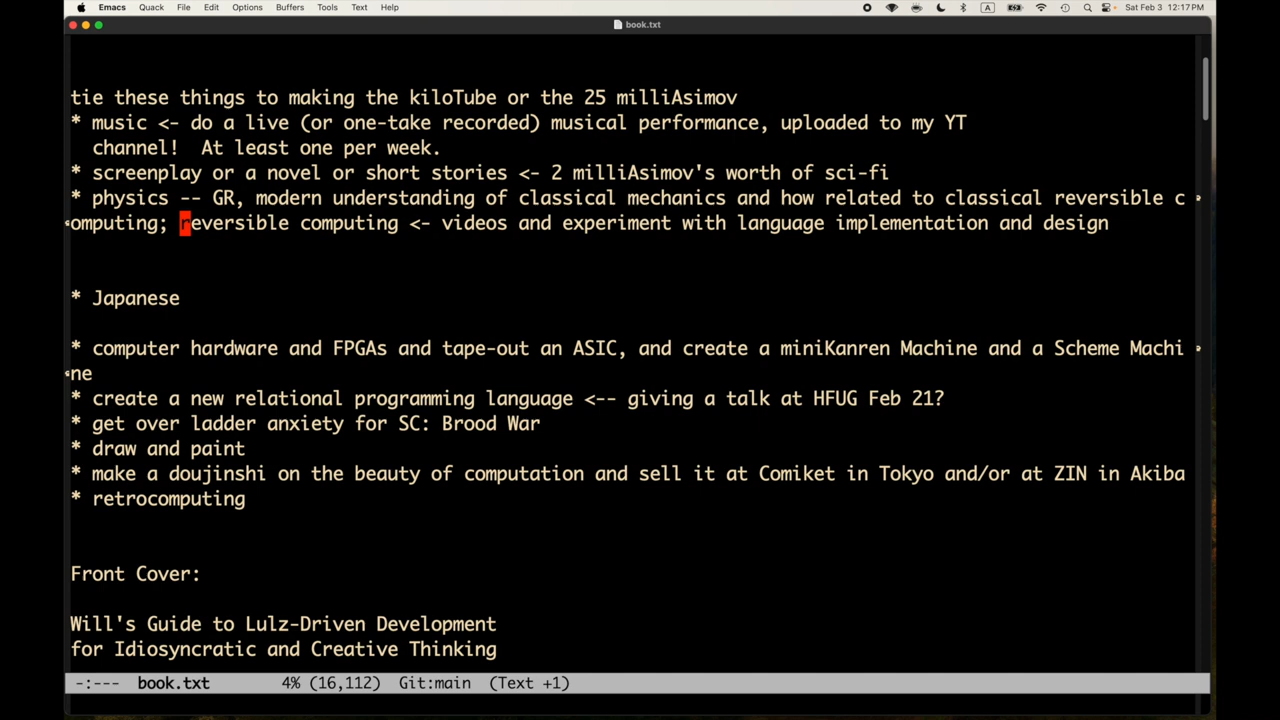 Emacs Quack File Edit Options Buffers Tools Text Help A Sat Feb 3 12:17 PM
book.txt
tie these things to making the kiloTube or the 25 milliAsimov
* music <- do a live (or one-take recorded) musical performance, uploaded to my YT
channel!  At least one per week.
* screenplay or a novel or short stories <- 2 milliAsimov's worth of sci-fi
* physics -- GR, modern understanding of classical mechanics and how related to classical reversible c
omputing; reversible computing <- videos and experiment with language implementation and design
* Japanese
* computer hardware and FPGAs and tape-out an ASIC, and create a miniKanren Machine and a Scheme Machi
ne
* create a new relational programming language <-- giving a talk at HFUG Feb 21?
* get over ladder anxiety for SC: Brood War
* draw and paint
* make a doujinshi on the beauty of computation and sell it at Comiket in Tokyo and/or at ZIN in Akiba
* retrocomputing
Front Cover:
Will's Guide to Lulz-Driven Development
for Idiosyncratic and Creative Thinking
-:--- book.txt 4% (16,112) Git:main (Text +1)